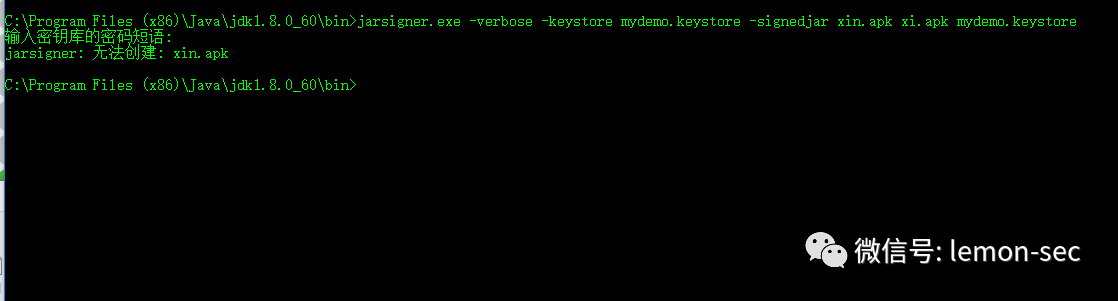 C:\Program Files (x86)\Java\jdk1.8.0_60\bin>jarsigner.exe -verbose -keystore mydemo.keystore -signedjar xin.apk xi.apk mydemo.keystore
输入密钥库的密码短语:
jarsigner: 无法创建: xin.apk
C:\Program Files (x86)\Java\jdk1.8.0_60\bin>
微信号: lemon-sec